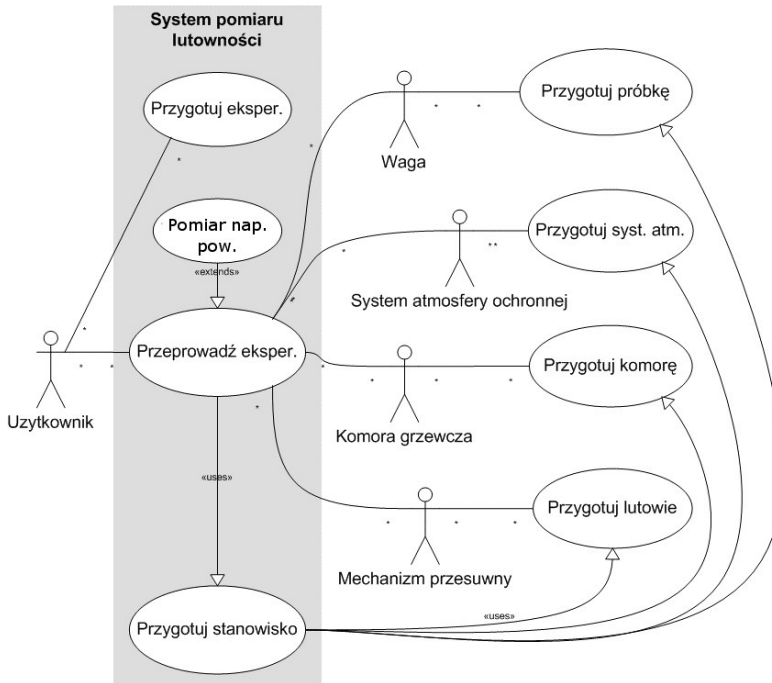 System pomiaru
lutowności
Przygotuj eksper.
Przygotuj próbkę
Waga
Pomiar nap.
pow.
Przygotuj syst. atm.
«extends»
System atmosfery ochronnej
Przeprowadź eksper.
Przygotuj komorę
Uzytkownik
Komora grzewcza
«uses»
Przygotuj lutowie
Mechanizm przesuwny
«uses»
Przygotuj stanowisko